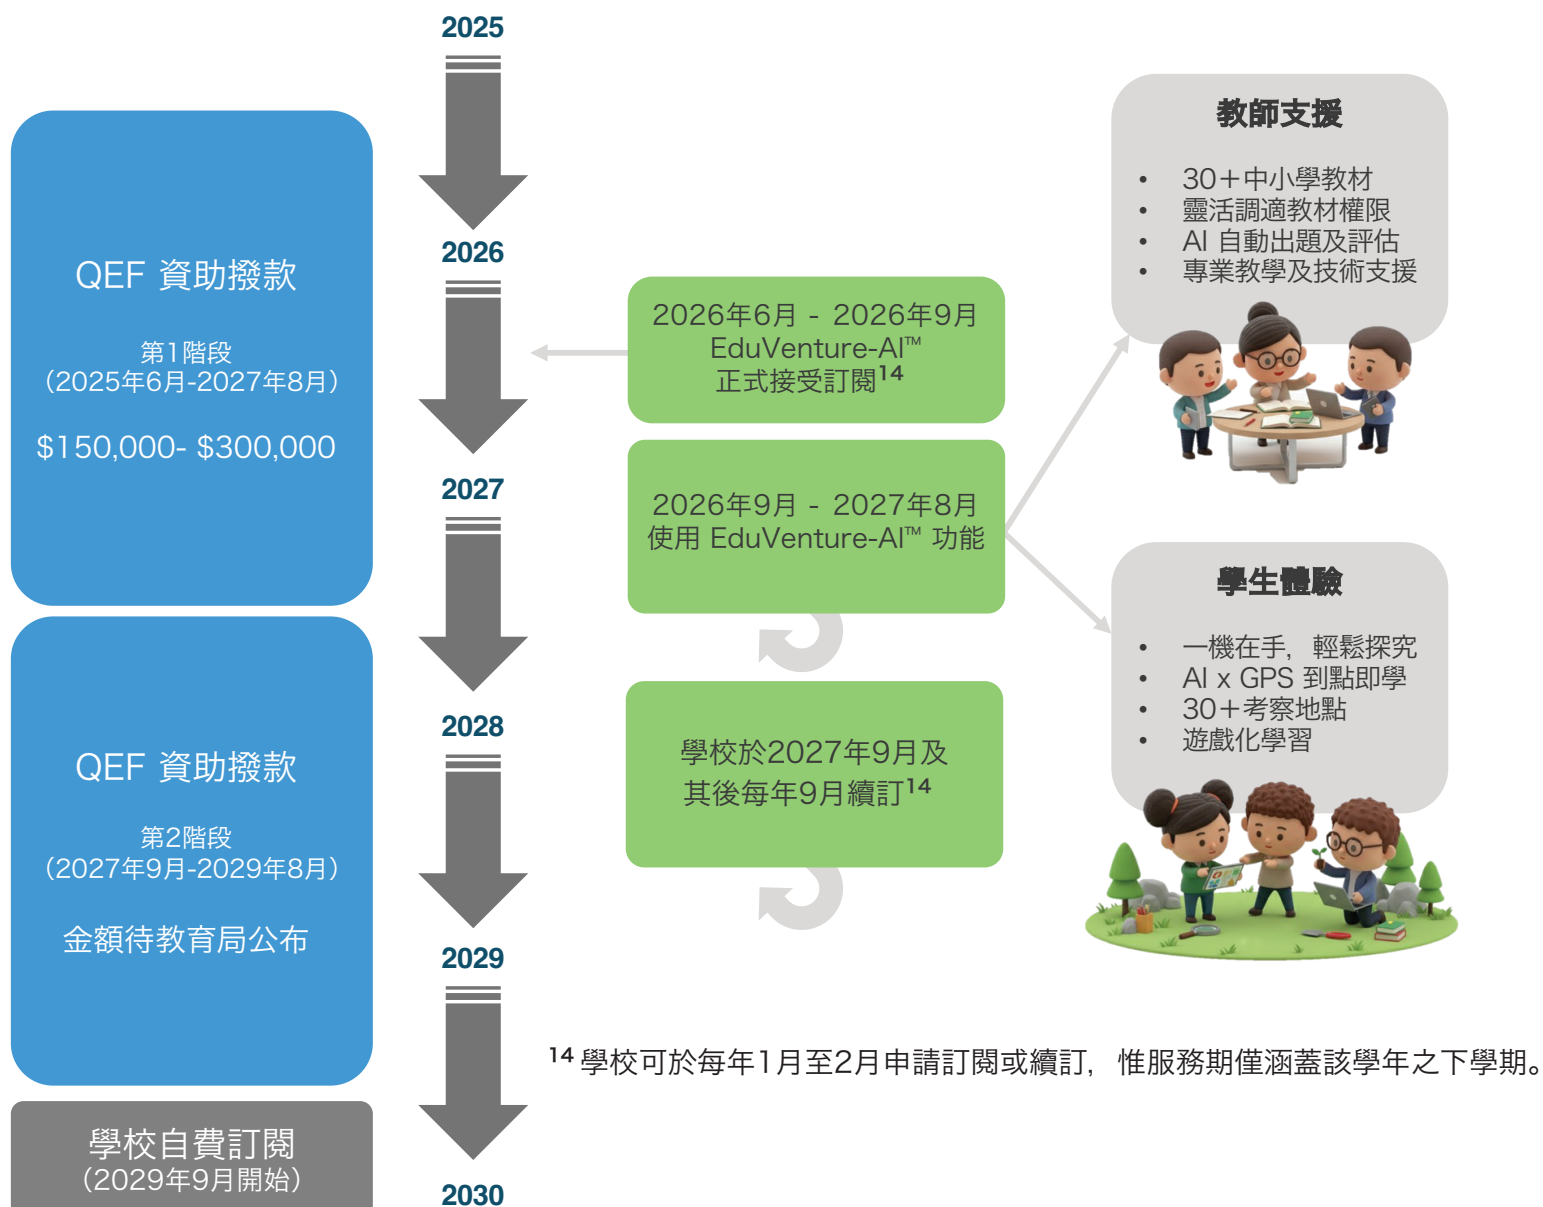 2025
2026
2027
2028
2029
2030
QEF 資助撥款
第1階段
（2025年6月-2027年8月）
$150,000- $300,000
QEF 資助撥款
第2階段
（2027年9月-2029年8月）
金額待教育局公布
學校自費訂閱
（2029年9月開始）
2026年6月 - 2026年9月
EduVenture-AI™
正式接受訂閱14
2026年9月 - 2027年8月
使用 EduVenture-AI™ 功能
學校於2027年9月及
其後每年9月續訂14
教師支援
• 30＋中小學教材
• 靈活調適教材權限
• AI 自動出題及評估
• 專業教學及技術支援
學生體驗
• 一機在手，輕鬆探究
• AI x GPS 到點即學
• 30＋考察地點
• 遊戲化學習
14 學校可於每年1月至2月申請訂閱或續訂，惟服務期僅涵蓋該學年之下學期。